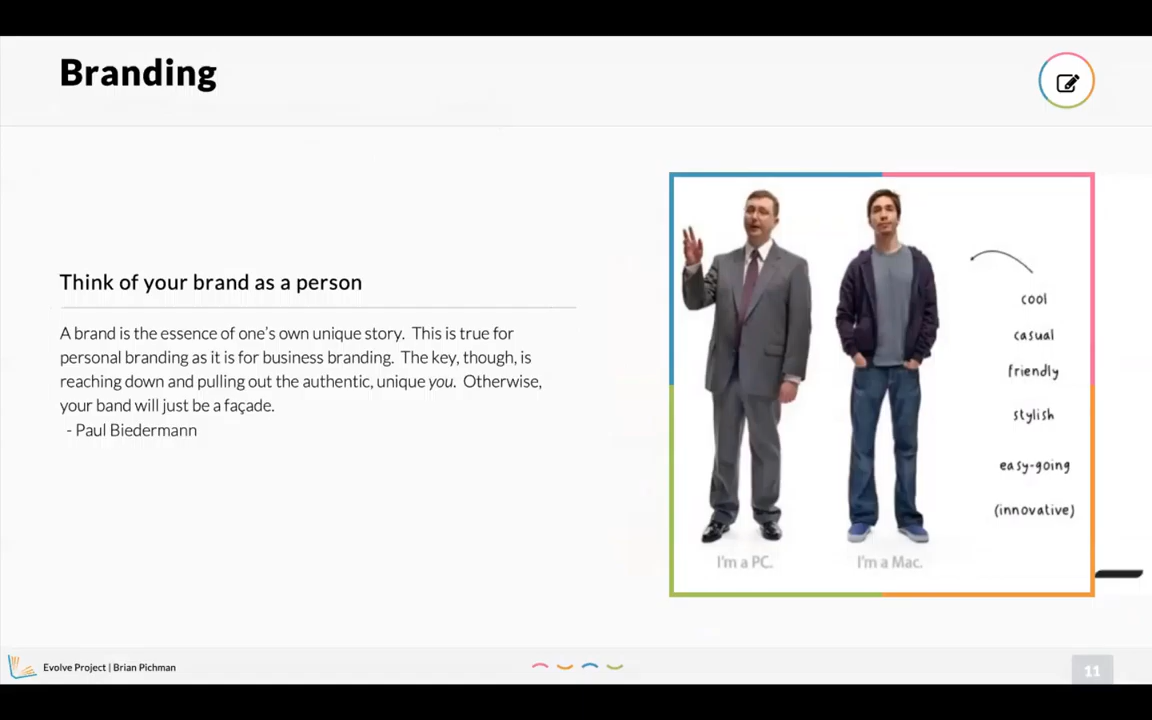 Branding
Think of your brand as a person
A brand is the essence of one's own unique story. This is true for
personal branding as it is for business branding. The key, though, is
reaching down and pulling out the authentic, unique you. Otherwise,
your band will just be a façade.
- Paul Biedermann
cool
casual
friendly
stylish
easy-going
(innovative)
I'm a PC.
I'm a Mac.
Evolve Project | Brian Pichman
11